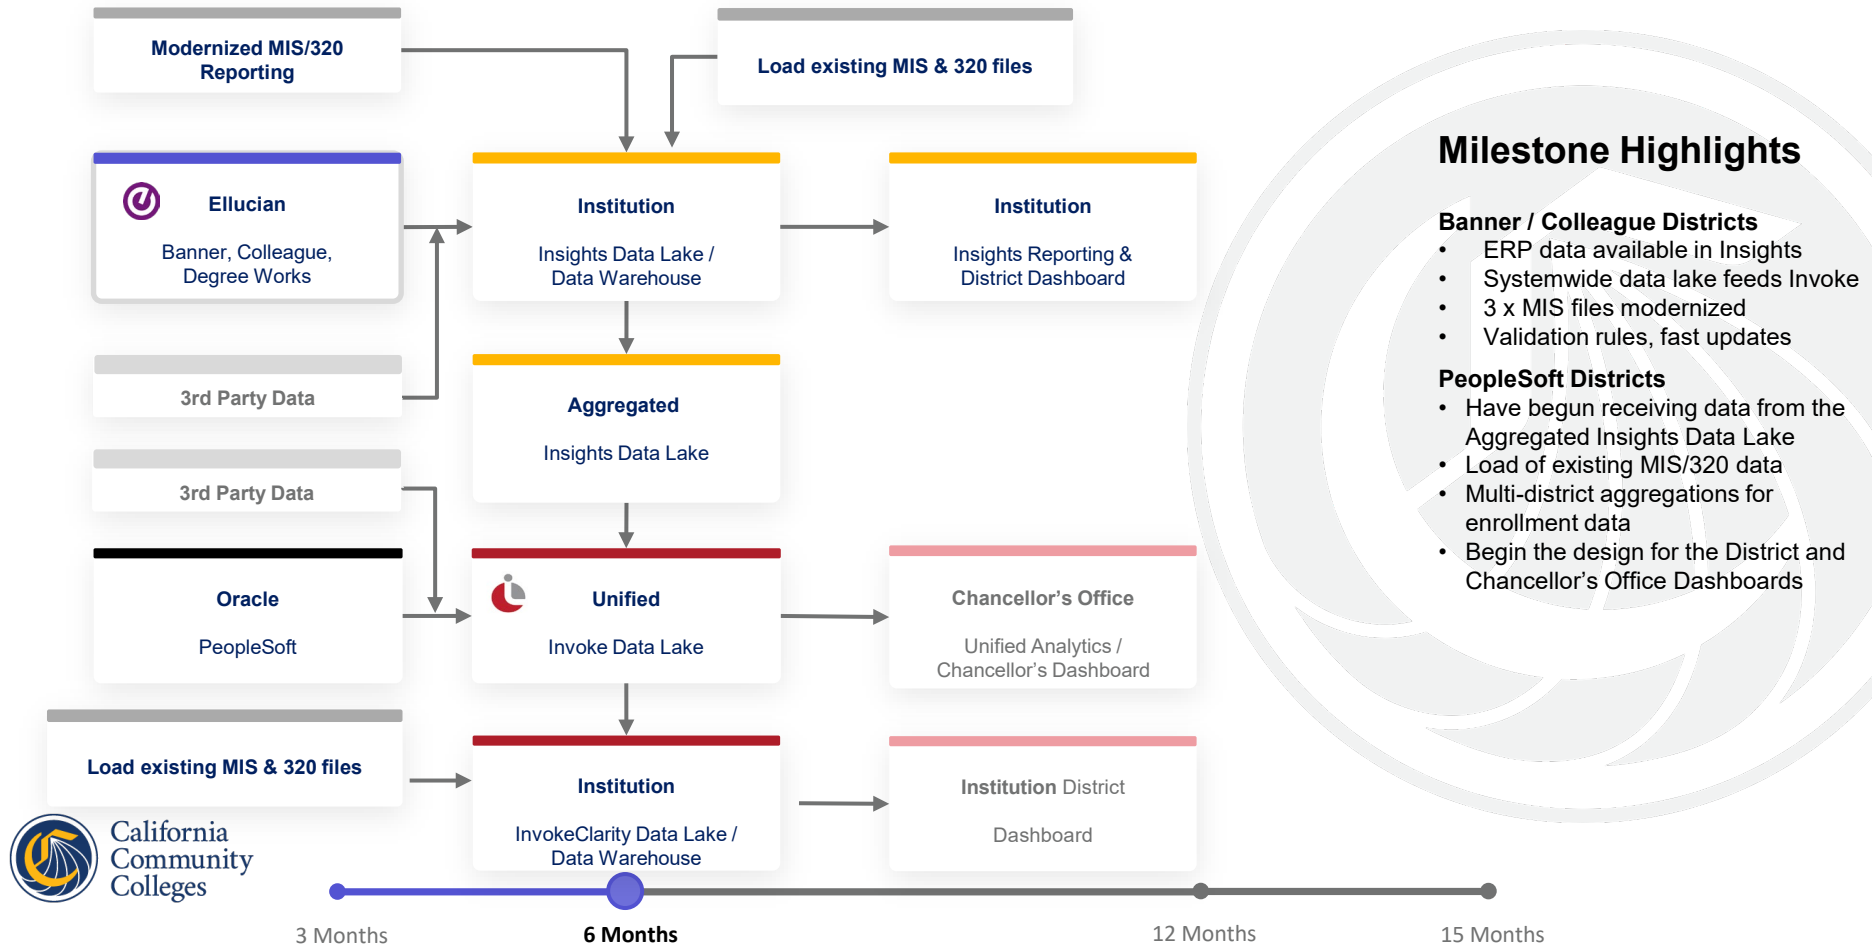 Modernized MIS/320
Reporting
Load existing MIS & 320 files
Ellucian
Banner, Colleague,
Degree Works
Institution
Insights Data Lake /
Data Warehouse
Institution
Insights Reporting &
District Dashboard
3rd Party Data
Aggregated
Insights Data Lake
3rd Party Data
Oracle
PeopleSoft
Unified
Invoke Data Lake
Chancellor’s Office
Unified Analytics /
Chancellor’s Dashboard
Load existing MIS & 320 files
Institution
InvokeClarity Data Lake /
Data Warehouse
Institution District
Dashboard
Milestone Highlights
Banner / Colleague Districts
• ERP data available in Insights
• Systemwide data lake feeds Invoke
• 3 x MIS files modernized
• Validation rules, fast updates
PeopleSoft Districts
• Have begun receiving data from the
Aggregated Insights Data Lake
• Load of existing MIS/320 data
• Multi-district aggregations for
enrollment data
• Begin the design for the District and
Chancellor’s Office Dashboards
California
Community
Colleges
3 Months
6 Months
12 Months
15 Months